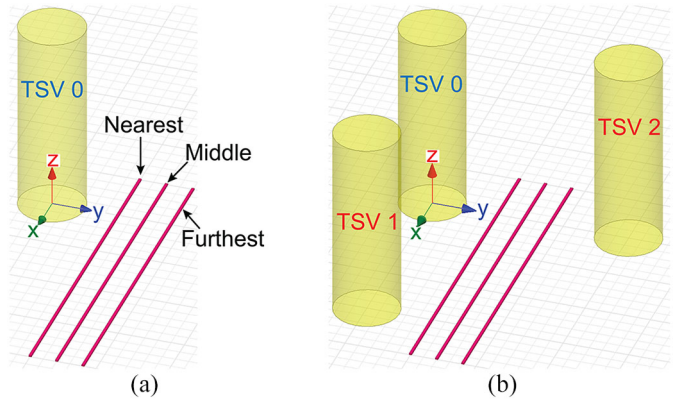 TSV 0
Nearest
Middle
z
y
x
Furthest
(a)
TSV 0
TSV 2
z
TSV 1
y
x
(b)